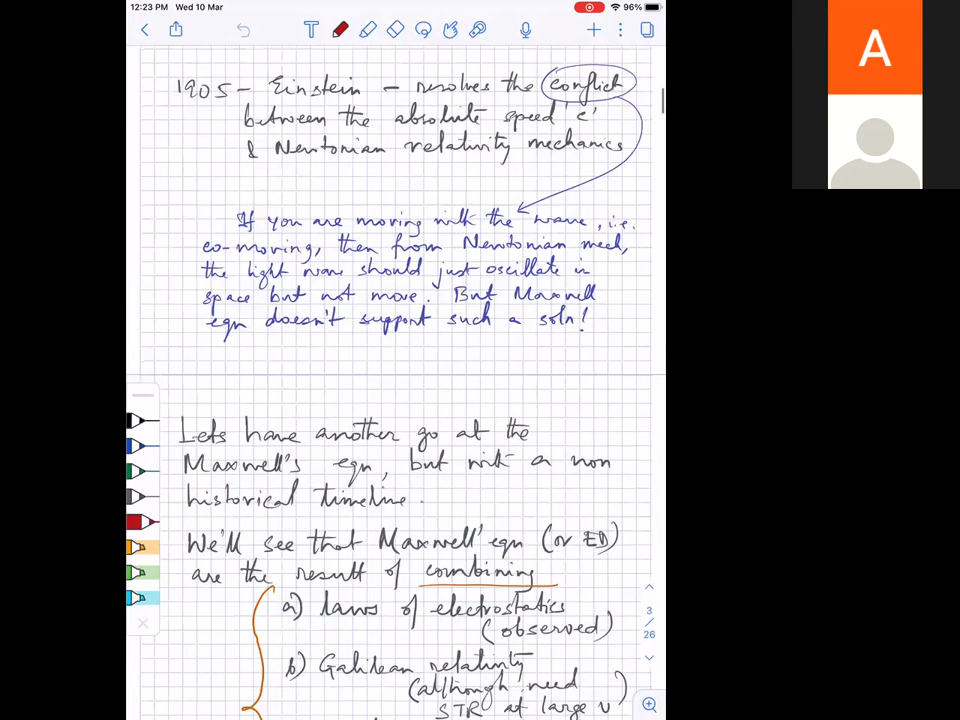 12:23 PM Wed 10 Mar
96%
A
1905 - Einstein - resolves the conflict
between the absolute speed 'c'
& Newtonian relativity mechanics
If you are moving with the wave, i.e.
co-moving, then from Newtonian mech,
the light wave should just oscillate in
space but not move. But Maxwell
eqn doesn't support such a soln!
Lets have another go at the
Maxwell's eqn, but with a non
historical timeline.
We'll see that Maxwell' eqn (or ED)
are the result of combining
a) laws of electrostatics
(observed)
b) Galilean relativity
(although need
STR at large v)
3
/
26